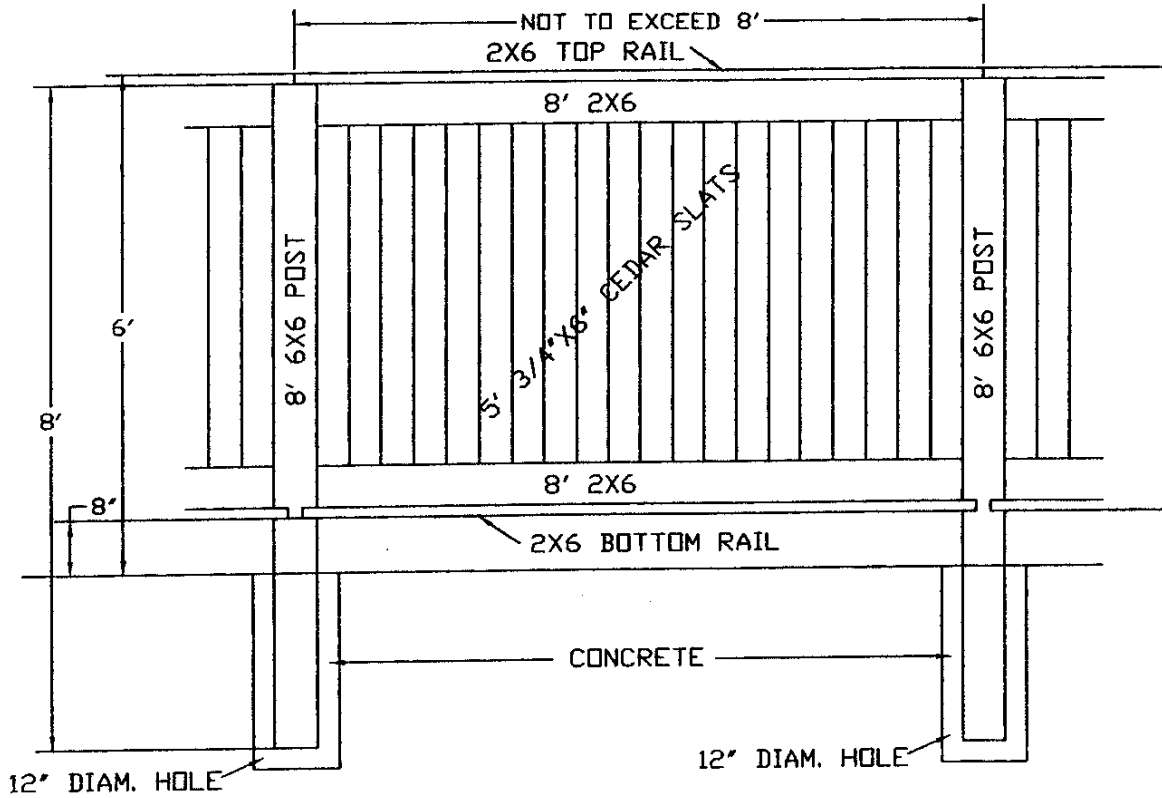 NOT TO EXCEED 8'
2X6 TOP RAIL
8' 2X6
8' 6X6 POST
5' 3/4"X6" CEDAR SLATS
8' 6X6 POST
6'
8'
8' 2X6
8"
2X6 BOTTOM RAIL
CONCRETE
12" DIAM. HOLE
12" DIAM. HOLE